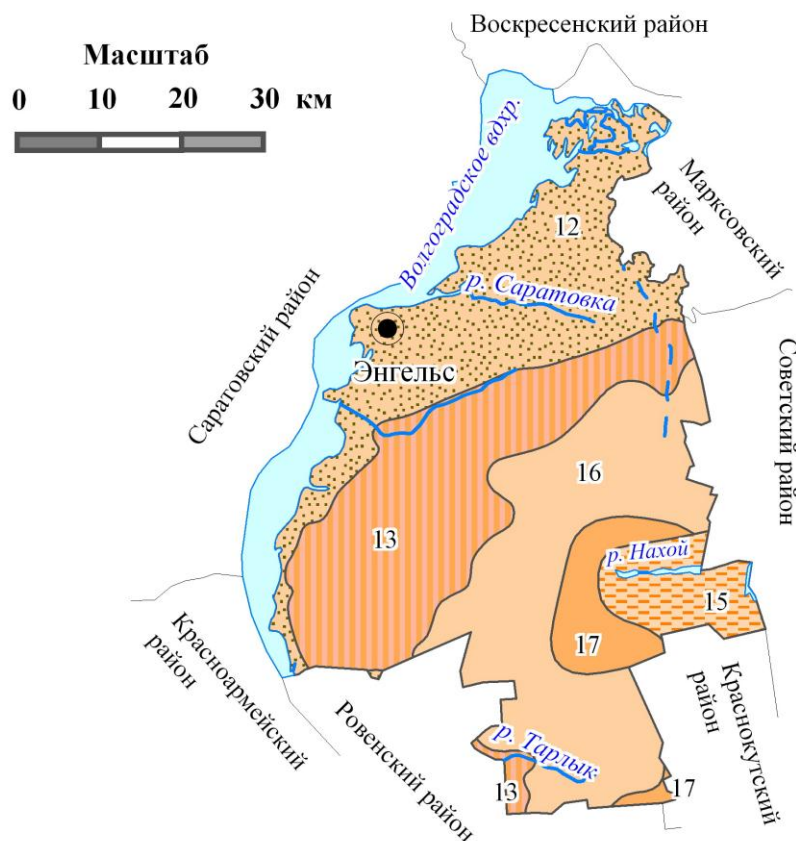 Воскресенский район
Масштаб
0 10 20 30 км
Волгоградское вдхр.
Марксовский
район
12
р. Саратовка
Саратовский район
Энгельс
Советский район
16
13
р. Нахой
15
17
Красноармейский
район
Краснокутский
район
Ровенский район
р. Тарлык
13
17